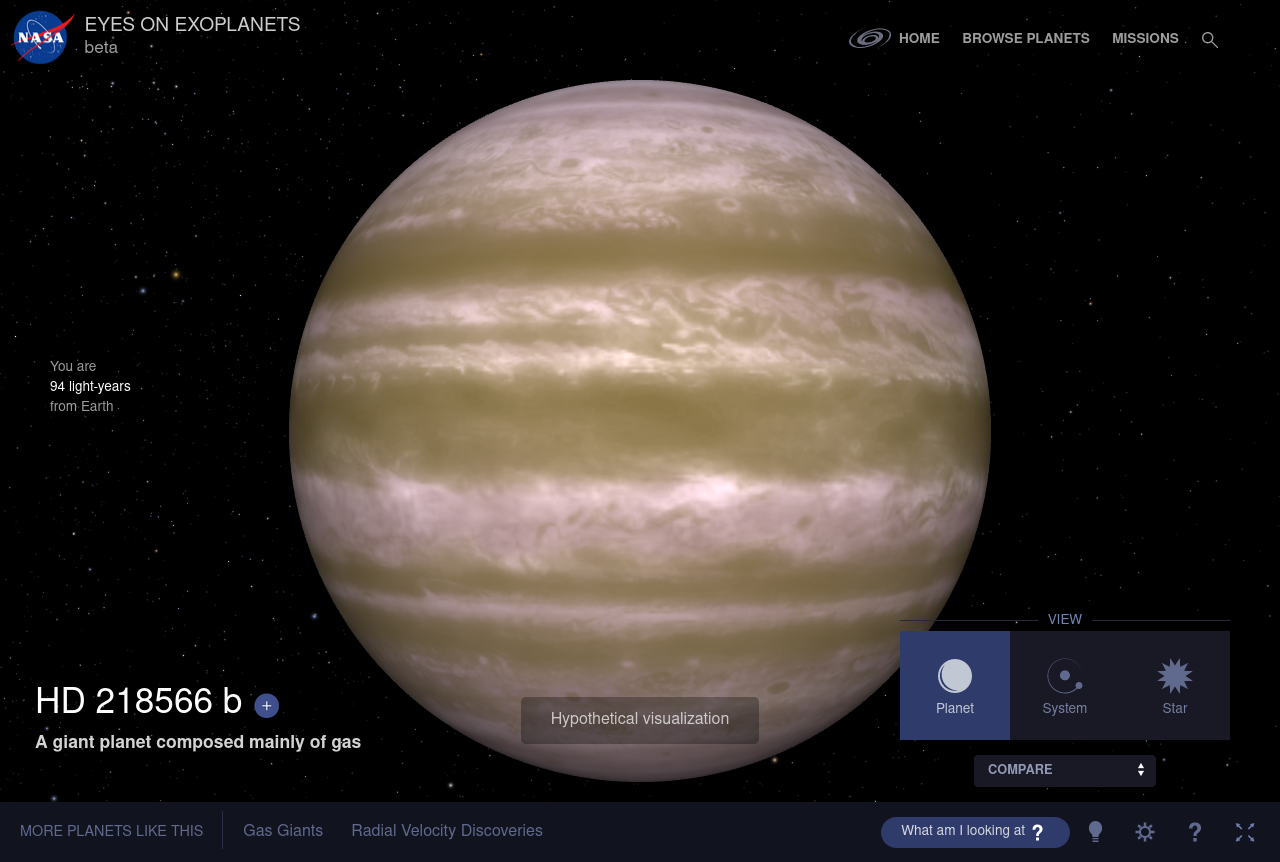 NASA
EYES ON EXOPLANETS
beta
HOME
BROWSE PLANETS
MISSIONS
You are
94 light-years
from Earth
VIEW
Planet
System
Star
HD 218566 b +
A giant planet composed mainly of gas
Hypothetical visualization
COMPARE
MORE PLANETS LIKE THIS
Gas Giants
Radial Velocity Discoveries
What am I looking at ?
?